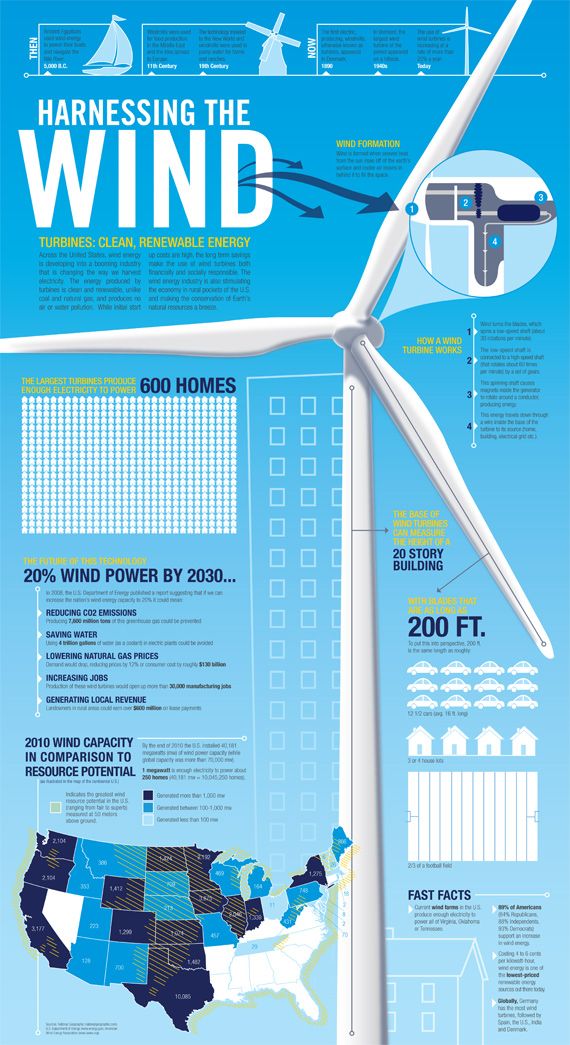 THEN
Ancient Egyptians
used wind energy
to power their boats
and navigate the
Nile river.
5,000 B.C.
Windmills were used
for food production
in the Middle East
and the idea spread
to Europe.
11th Century
The technology traveled
to the New World and
windmills were used to
pump water for farms
and ranches.
19th Century
NOW
The first electric
producing windmills,
otherwise known as
turbines, appeared
in Denmark.
1890
In Vermont, the
largest wind
turbine of the
period appeared
on a hilltop.
1940s
The use of
wind turbines is
increasing at a
rate of more than
25% a year.
Today
HARNESSING THE
WIND
WIND FORMATION
Wind is formed when uneven heat
from the sun rises off of the earth's
surface and cooler air moves in
behind it to fill the space.
1
2
3
4
TURBINES: CLEAN, RENEWABLE ENERGY
Across the United States, wind energy
is developing into a booming industry
that is changing the way we harvest
electricity. The energy produced by
turbines is clean and renewable, unlike
coal and natural gas, and produces no
air or water pollution. While initial start
up costs are high, the long term savings
make the use of wind turbines both
financially and socially responsible. The
wind energy industry is also stimulating
the economy in rural pockets of the U.S.
and making the conservation of Earth's
natural resources a breeze.
HOW A WIND
TURBINE WORKS
1
Wind turns the blades, which
spins a low-speed shaft (about
30 rotations per minute).
2
The low-speed shaft is
connected to a high speed shaft
(that rotates about 60 times
per minute) by a set of gears.
3
This spinning shaft causes
magnets inside the generator
to rotate around a conductor,
producing energy.
4
This energy travels down through
a wire inside the base of the
turbine to its source (home,
building, electrical grid etc.).
THE LARGEST TURBINES PRODUCE
ENOUGH ELECTRICITY TO POWER 600 HOMES
THE BASE OF
WIND TURBINES
CAN MEASURE
THE HEIGHT OF A
20 STORY
BUILDING
THE FUTURE OF THIS TECHNOLOGY
20% WIND POWER BY 2030...
In 2008, the U.S. Department of Energy published a report suggesting that if we can
increase the nation's wind energy capacity to 20% it could mean:
REDUCING CO2 EMISSIONS
Producing 7,600 million tons of this greenhouse gas could be prevented
SAVING WATER
Using 4 trillion gallons of water (as a coolant) in electric plants could be avoided
LOWERING NATURAL GAS PRICES
Demand would drop, reducing prices by 12% or consumer cost by roughly $130 billion
INCREASING JOBS
Production of these wind turbines would open up more than 30,000 manufacturing jobs
GENERATING LOCAL REVENUE
Landowners in rural areas could earn over $600 million on lease payments
WITH BLADES THAT
ARE AS LONG AS
200 FT.
To put this into perspective, 200 ft.
is the same length as roughly:
12 1/2 cars (avg. 16 ft. long)
3 or 4 house lots
2/3 of a football field
2010 WIND CAPACITY
IN COMPARISON TO
RESOURCE POTENTIAL
(as illustrated in the map of the continental U.S.)
By the end of 2010 the U.S. installed 40,181
megawatts (mw) of wind power capacity (while
global capacity was more than 70,000 mw).
1 megawatt is enough electricity to power about
250 homes (40,181 mw = 10,045,250 homes).
Indicates the greatest wind
resource potential in the U.S.
(ranging from fair to superb)
measured at 50 meters
above ground.
Generated more than 1,000 mw
Generated between 100-1,000 mw
Generated less than 100 mw
2,104
386
2,104
353
1,412
469
164
1,275
748
3,177
223
1,299
457
431
29
128
700
1,482
10,085
FAST FACTS
Current wind farms in the U.S.
produce enough electricity to
power all of Virginia, Oklahoma
or Tennessee.
89% of Americans
(84% Republicans,
88% Independents,
93% Democrats)
support an increase
in wind energy.
Costing 4 to 6 cents
per kilowatt-hour,
wind energy is one of
the lowest-priced
renewable energy
sources out there today.
Globally, Germany
has the most wind
turbines, followed
by Spain, the U.S., India
and Denmark.